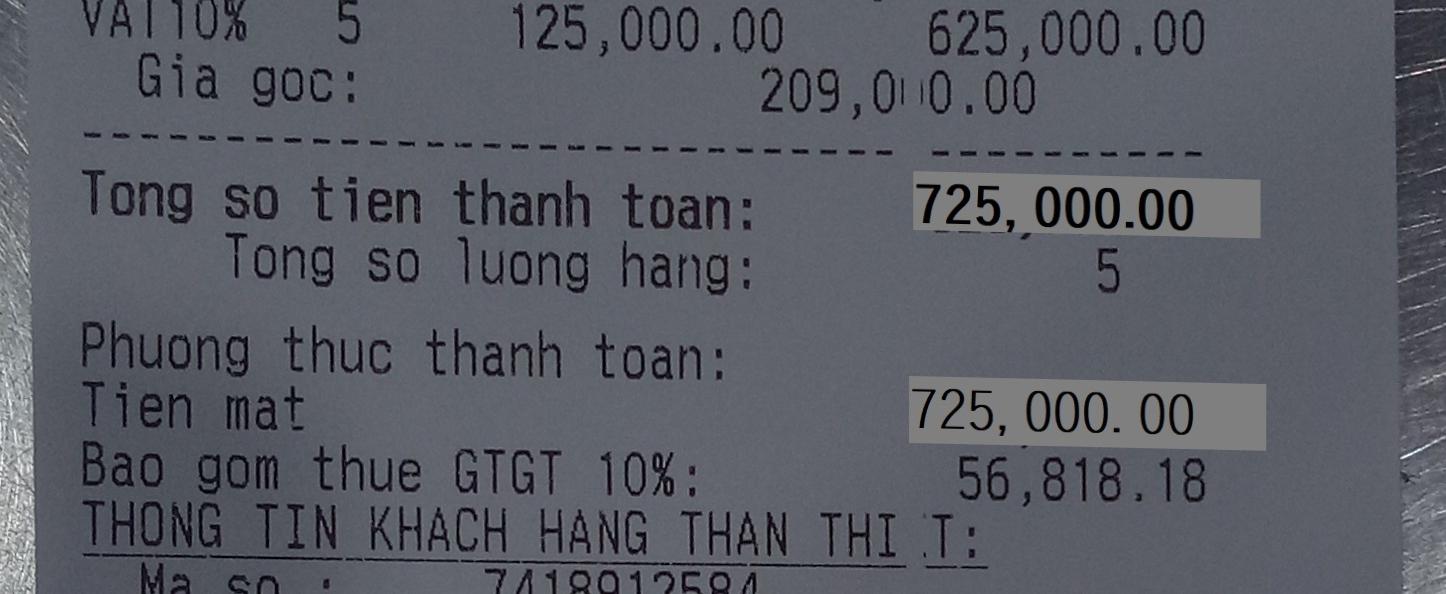 VAT10% 5 125,000.00 625,000.00
Gia goc: 209,000.00
Tong so tien thanh toan: 725, 000.00
Tong so luong hang: 5
Phuong thuc thanh toan:
Tien mat 725, 000. 00
Bao gom thue GTGT 10%: 56,818.18
THONG TIN KHACH HANG THAN THI T:
Ma so : 7418912584